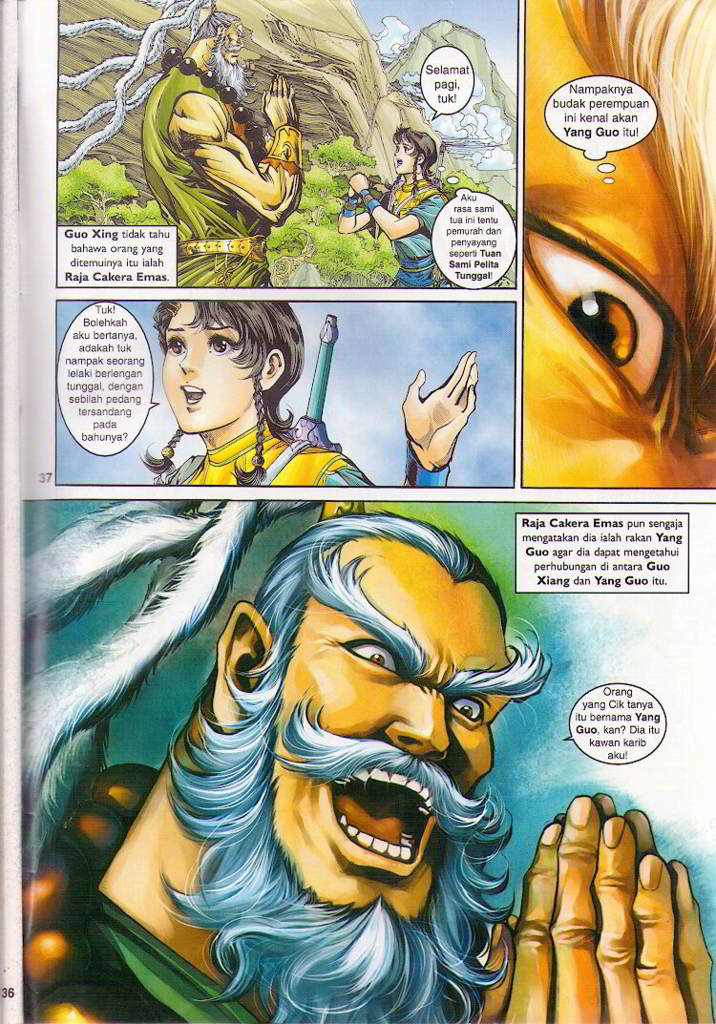 Selamat
pagi,
tuk!
Aku
rasa sami
tua ini tentu
pemurah dan
penyayang
seperti Tuan
Sami Pelita
Tunggal!
Guo Xing tidak tahu
bahawa orang yang
ditemuinya itu ialah
Raja Cakera Emas.
Nampaknya
budak perempuan
ini kenal akan
Yang Guo itu!
Tuk!
Bolehkah
aku bertanya,
adakah tuk
nampak seorang
lelaki berlengan
tunggal, dengan
sebilah pedang
tersandang
pada
bahunya?
37
Raja Cakera Emas pun sengaja
mengatakan dia ialah rakan Yang
Guo agar dia dapat mengetahui
perhubungan di antara Guo
Xiang dan Yang Guo itu.
Orang
yang Cik tanya
itu bernama Yang
Guo, kan? Dia itu
kawan karib
aku!
36